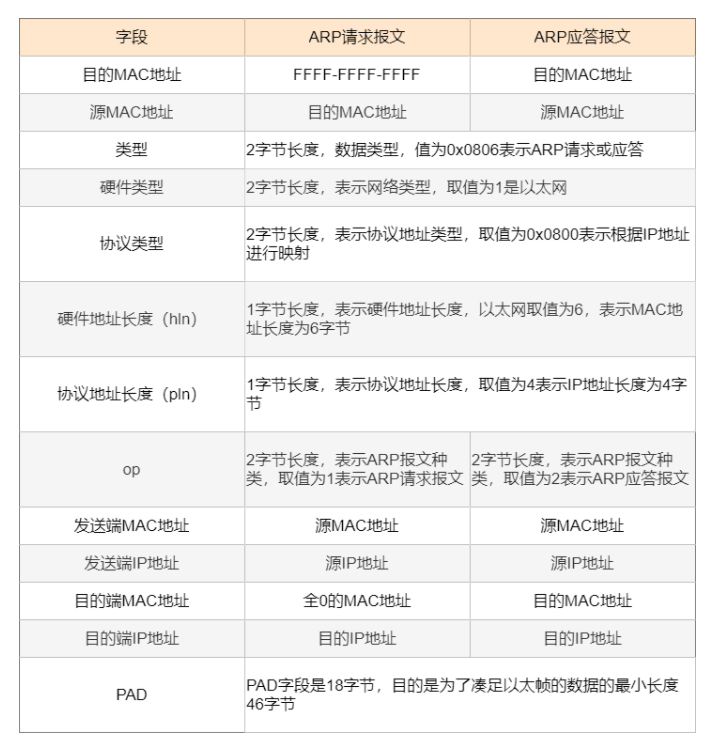 字段 ARP请求报文 ARP应答报文
目的MAC地址 FFFF-FFFF-FFFF 目的MAC地址
源MAC地址 目的MAC地址 源MAC地址
类型 2字节长度，数据类型，值为0x0806表示ARP请求或应答
硬件类型 2字节长度，表示网络类型，取值为1是以太网
协议类型 2字节长度，表示协议地址类型，取值为0x0800表示根据IP地址
进行映射
硬件地址长度（hln） 1字节长度，表示硬件地址长度，以太网取值为6，表示MAC地
址长度为6字节
协议地址长度（pln） 1字节长度，表示协议地址长度，取值为4表示IP地址长度为4字
节
op 2字节长度，表示ARP报文种 2字节长度，表示ARP报文种
类，取值为1表示ARP请求报文 类，取值为2表示ARP应答报文
发送端MAC地址 源MAC地址 源MAC地址
发送端IP地址 源IP地址 源IP地址
目的端MAC地址 全0的MAC地址 目的MAC地址
目的端IP地址 目的IP地址 目的IP地址
PAD PAD字段是18字节，目的是为了凑足以太帧的数据的最小长度
46字节